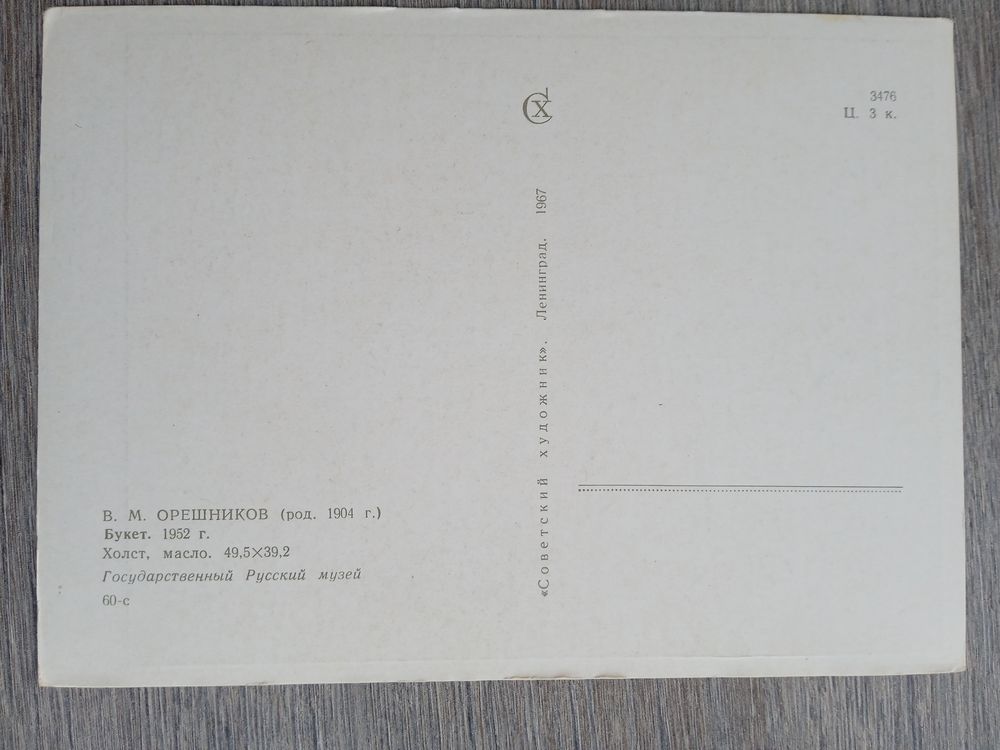 СХ
3476
Ц. 3 к.
«Советский художник». Ленинград. 1967
В. М. ОРЕШНИКОВ (род. 1904 г.)
Букет. 1952 г.
Холст, масло. 49,5×39,2
Государственный Русский музей
60-с